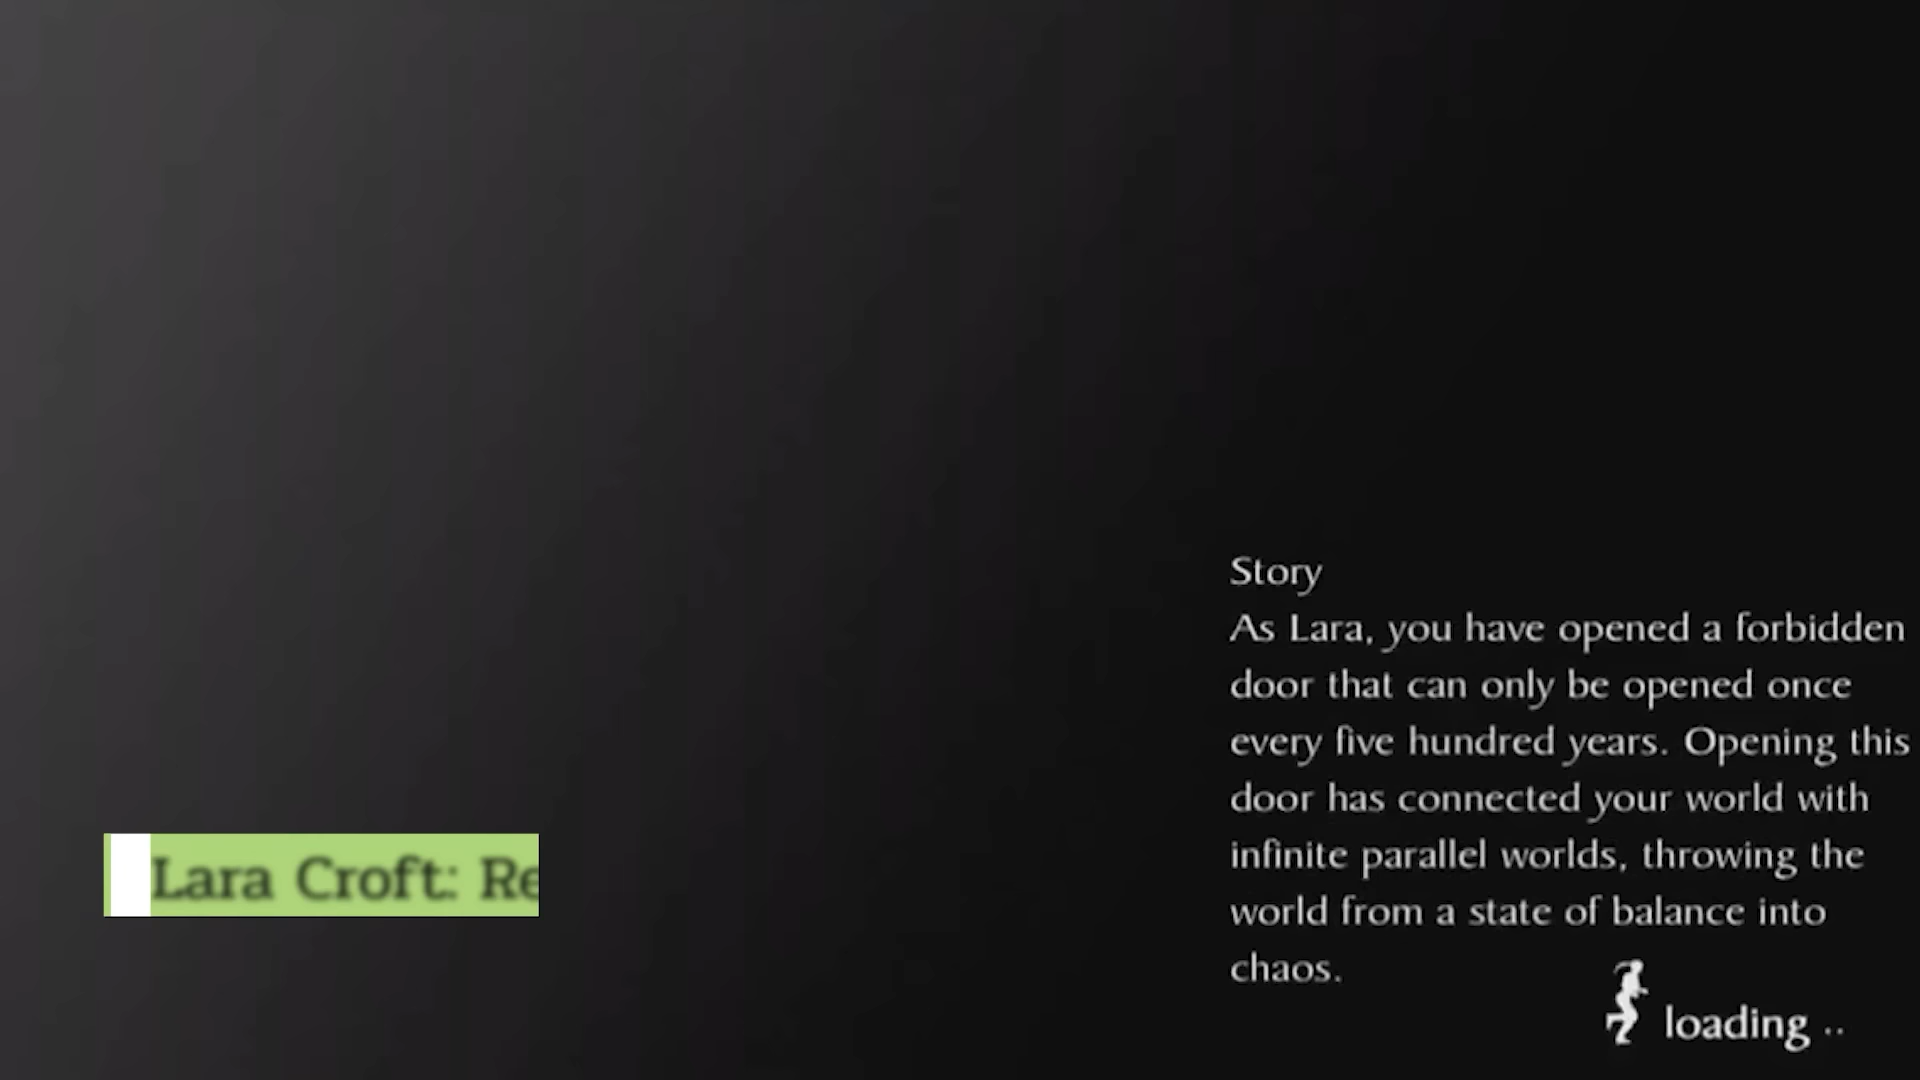 Story
As Lara, you have opened a forbidden
door that can only be opened once
every five hundred years. Opening this
door has connected your world with
infinite parallel worlds, throwing the
world from a state of balance into
chaos.
Lara Croft: Re
loading ..